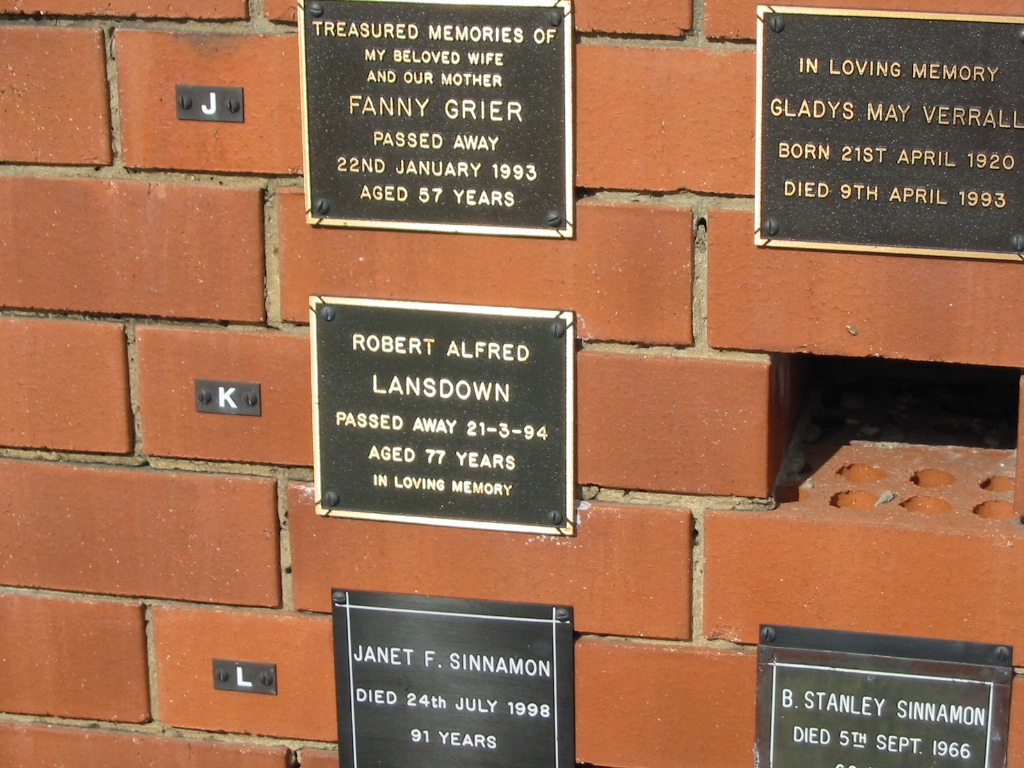 TREASURED MEMORIES OF
MY BELOVED WIFE
AND OUR MOTHER
FANNY GRIER
PASSED AWAY
22ND JANUARY 1993
AGED 57 YEARS
IN LOVING MEMORY
GLADYS MAY VERRALL
BORN 21ST APRIL 1920
DIED 9TH APRIL 1993
J
ROBERT ALFRED
LANSDOWN
PASSED AWAY 21-3-94
AGED 77 YEARS
IN LOVING MEMORY
K
JANET F. SINNAMON
DIED 24th JULY 1998
91 YEARS
L
B. STANLEY SINNAMON
DIED 5TH SEPT. 1966